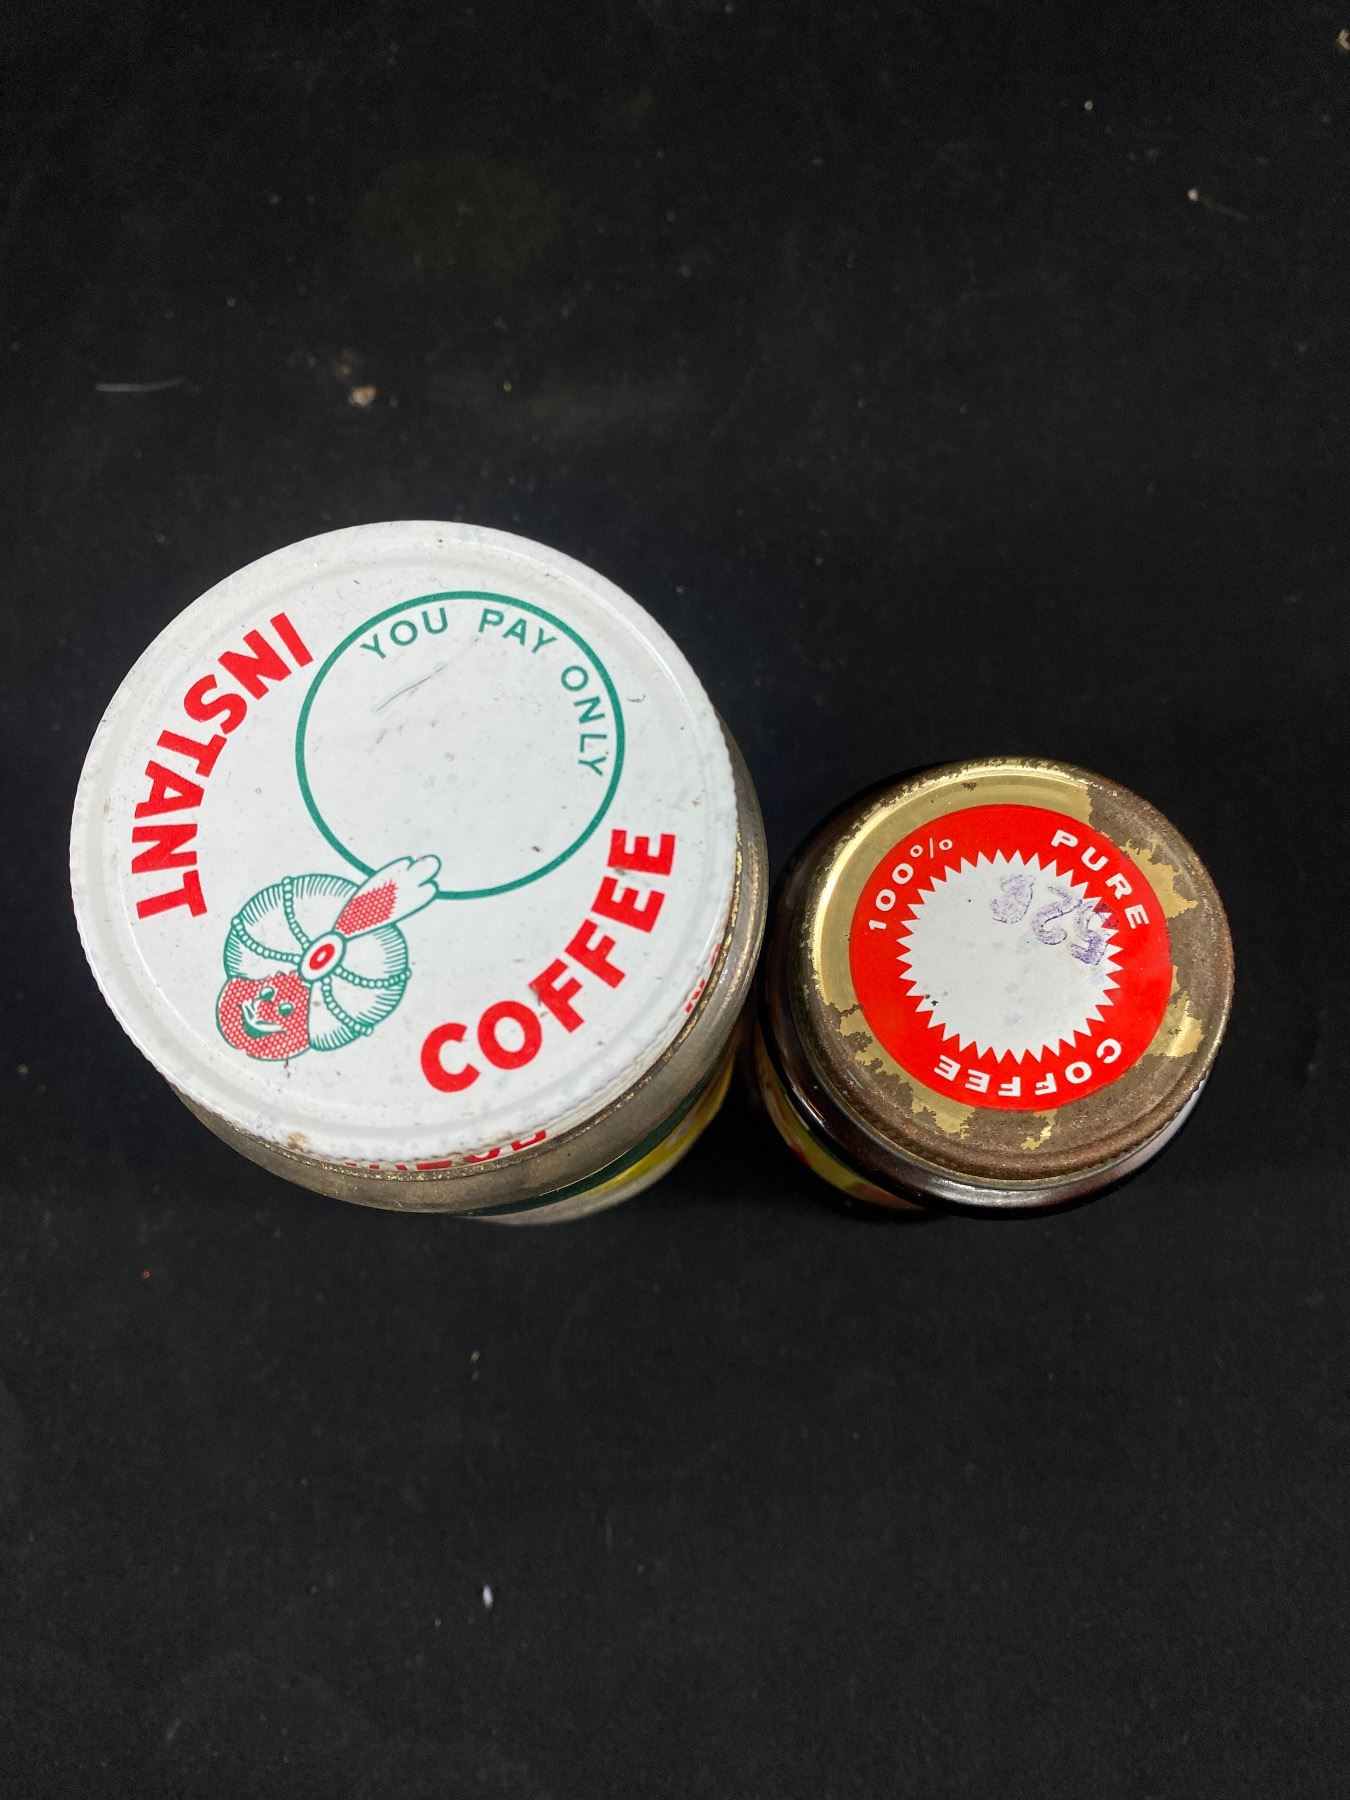 INSTANT
COFFEE
YOU PAY ONLY
100% PURE
COFFEE